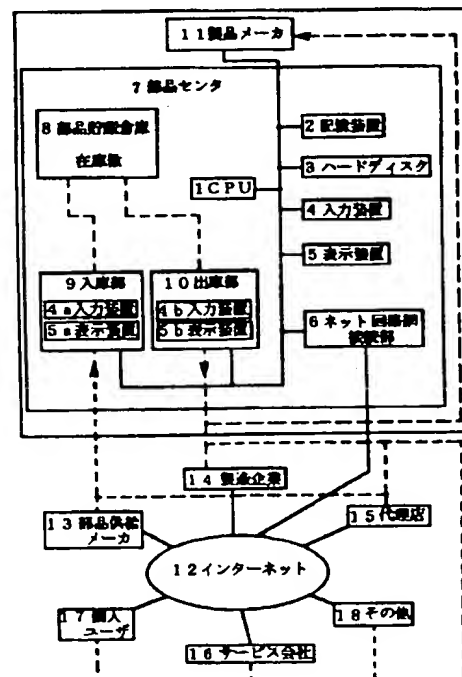 11製品メーカ
7部品センタ
8部品貯蔵倉庫
在庫数
2記憶装置
3ハードディスク
1CPU
4入力装置
5表示装置
9入庫部
4a入力装置
5a表示装置
10出庫部
4b入力装置
5b表示装置
6ネット回路網
接続部
14製造企業
13部品供給
メーカ
15代理店
12インターネット
17個人
ユーザ
18その他
16サービス会社